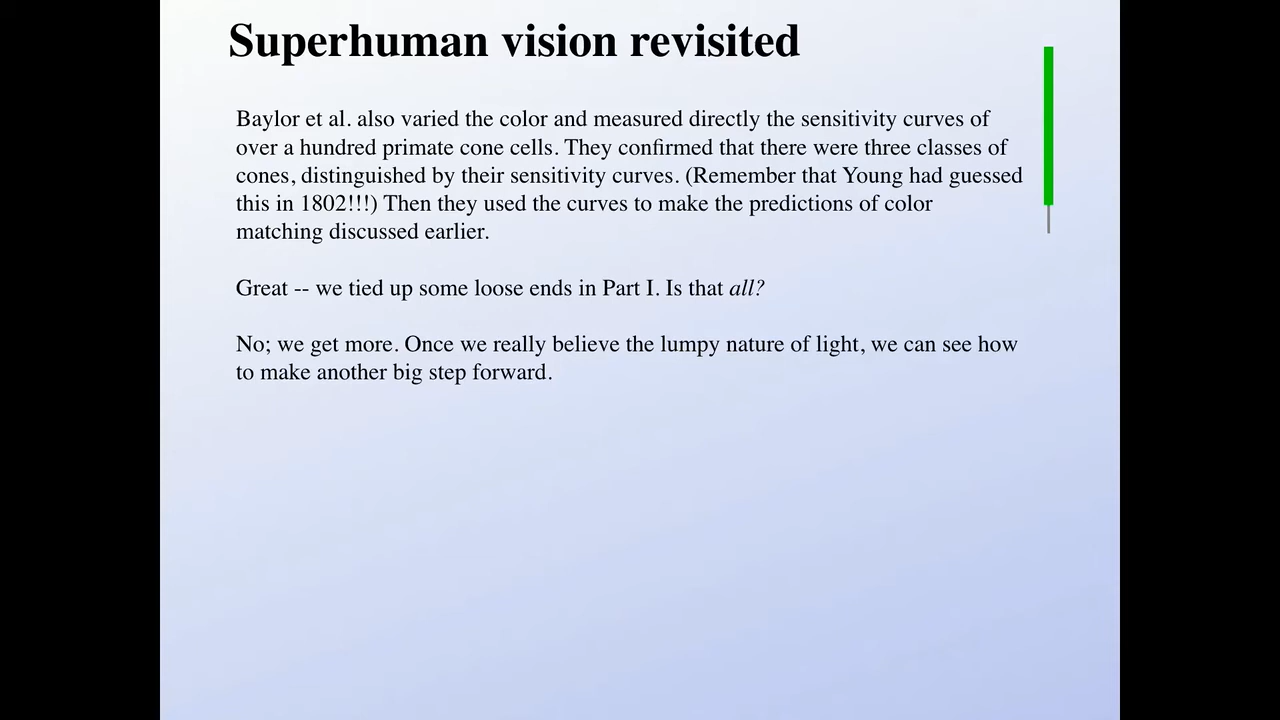 Superhuman vision revisited
Baylor et al. also varied the color and measured directly the sensitivity curves of
over a hundred primate cone cells. They confirmed that there were three classes of
cones, distinguished by their sensitivity curves. (Remember that Young had guessed
this in 1802!!!) Then they used the curves to make the predictions of color
matching discussed earlier.
Great -- we tied up some loose ends in Part I. Is that all?
No; we get more. Once we really believe the lumpy nature of light, we can see how
to make another big step forward.